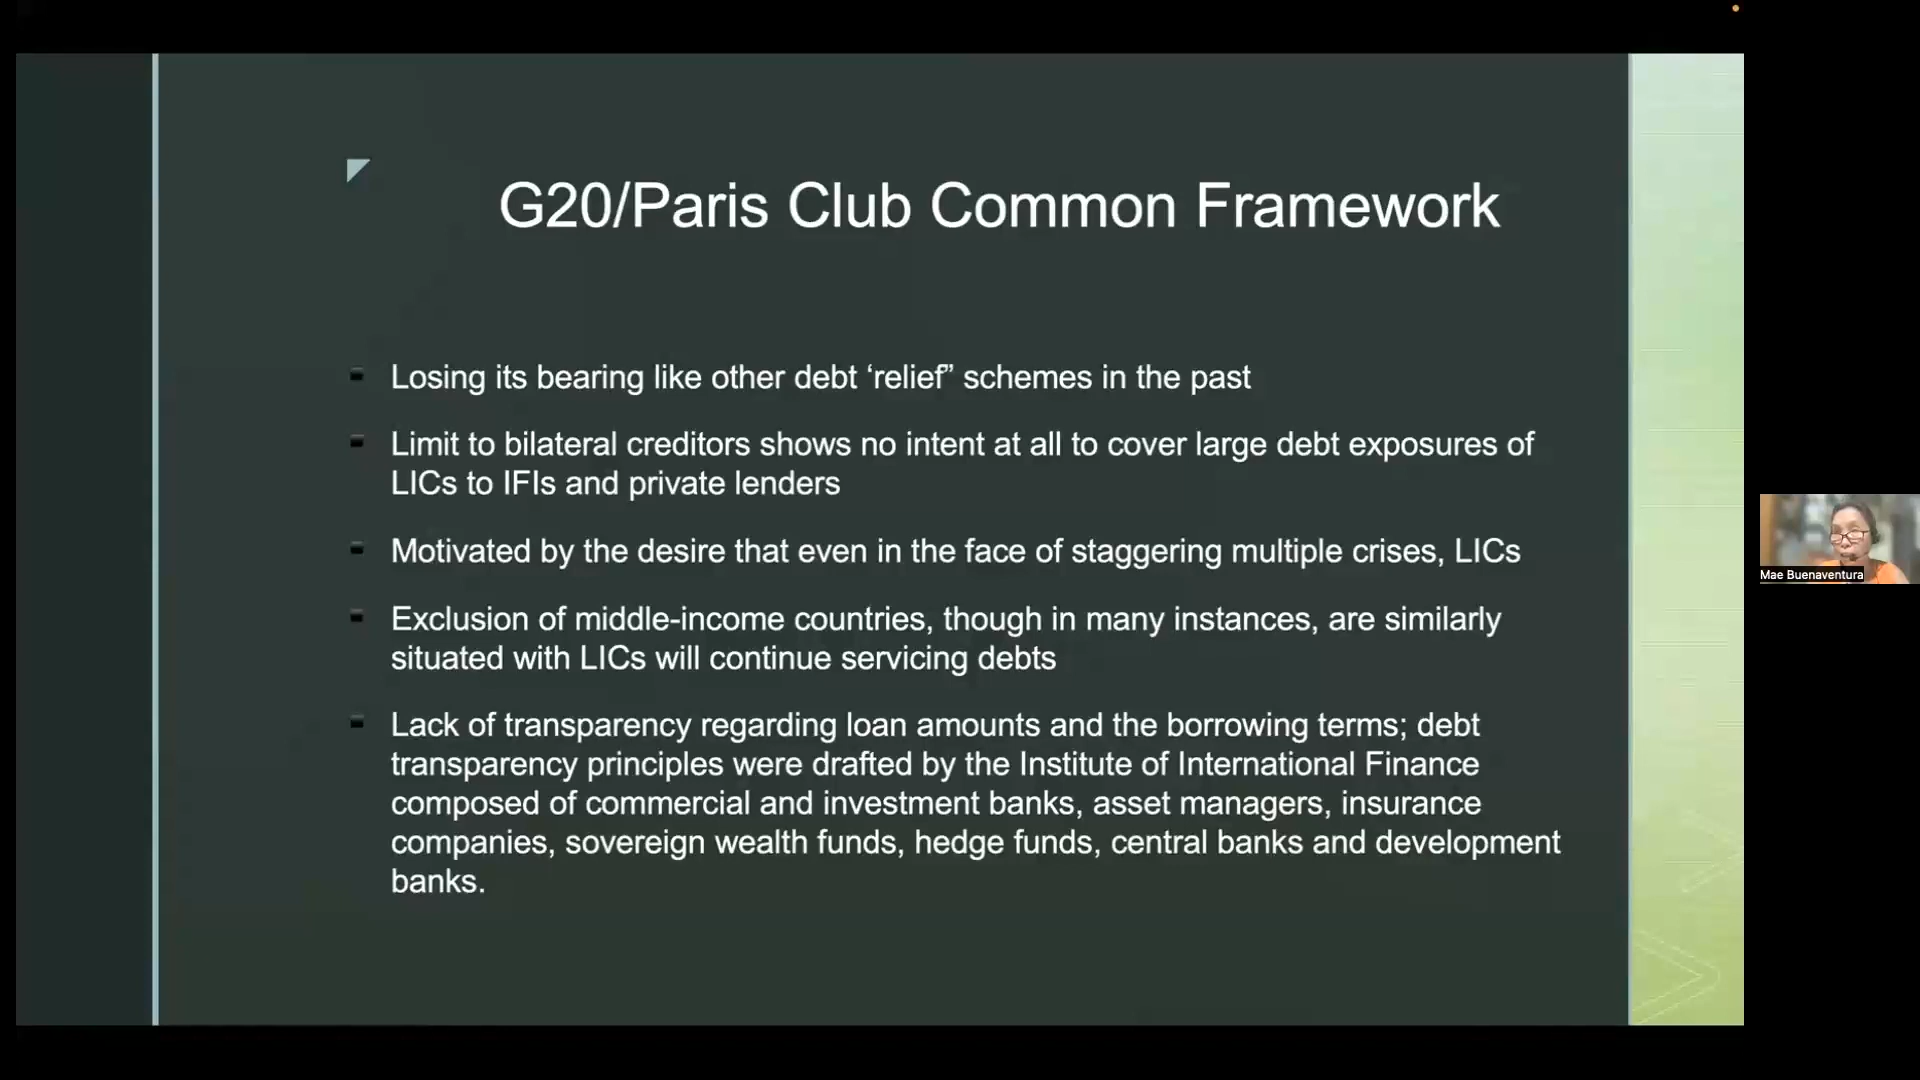 G20/Paris Club Common Framework
Losing its bearing like other debt ‘relief” schemes in the past
Limit to bilateral creditors shows no intent at all to cover large debt exposures of
LICs to IFIs and private lenders
Motivated by the desire that even in the face of staggering multiple crises, LICs
Exclusion of middle-income countries, though in many instances, are similarly
situated with LICs will continue servicing debts
Lack of transparency regarding loan amounts and the borrowing terms; debt
transparency principles were drafted by the Institute of International Finance
composed of commercial and investment banks, asset managers, insurance
companies, sovereign wealth funds, hedge funds, central banks and development
banks.
Mae Buenaventura